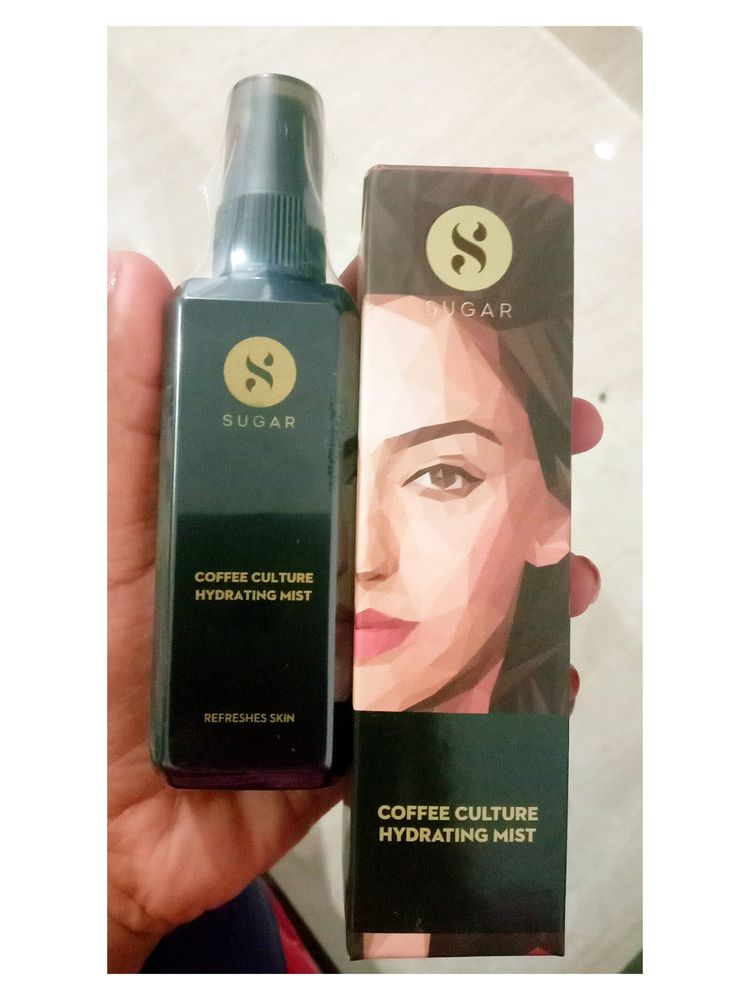 SUGAR
COFFEE CULTURE
HYDRATING MIST
REFRESHES SKIN
SUGAR
COFFEE CULTURE
HYDRATING MIST